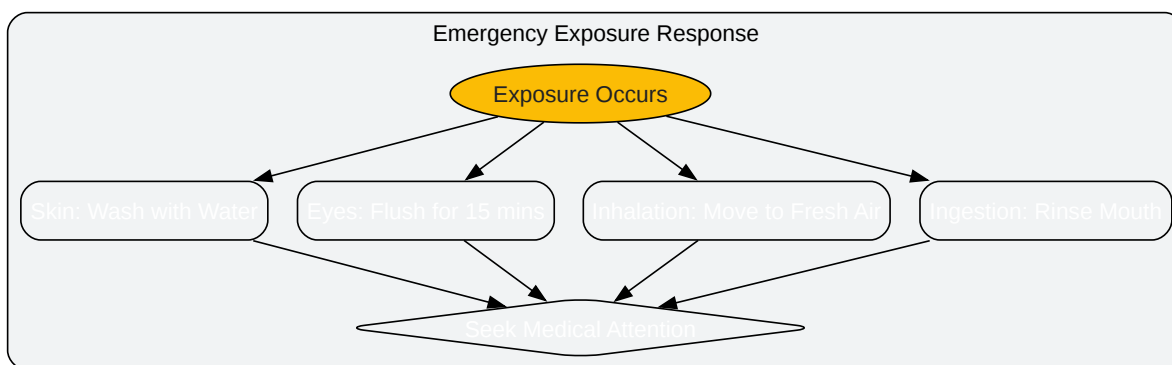 Emergency Exposure Response
Exposure Occurs
Skin: Wash with Water
Eyes: Flush for 15 mins
Inhalation: Move to Fresh Air
Ingestion: Rinse Mouth
Seek Medical Attention